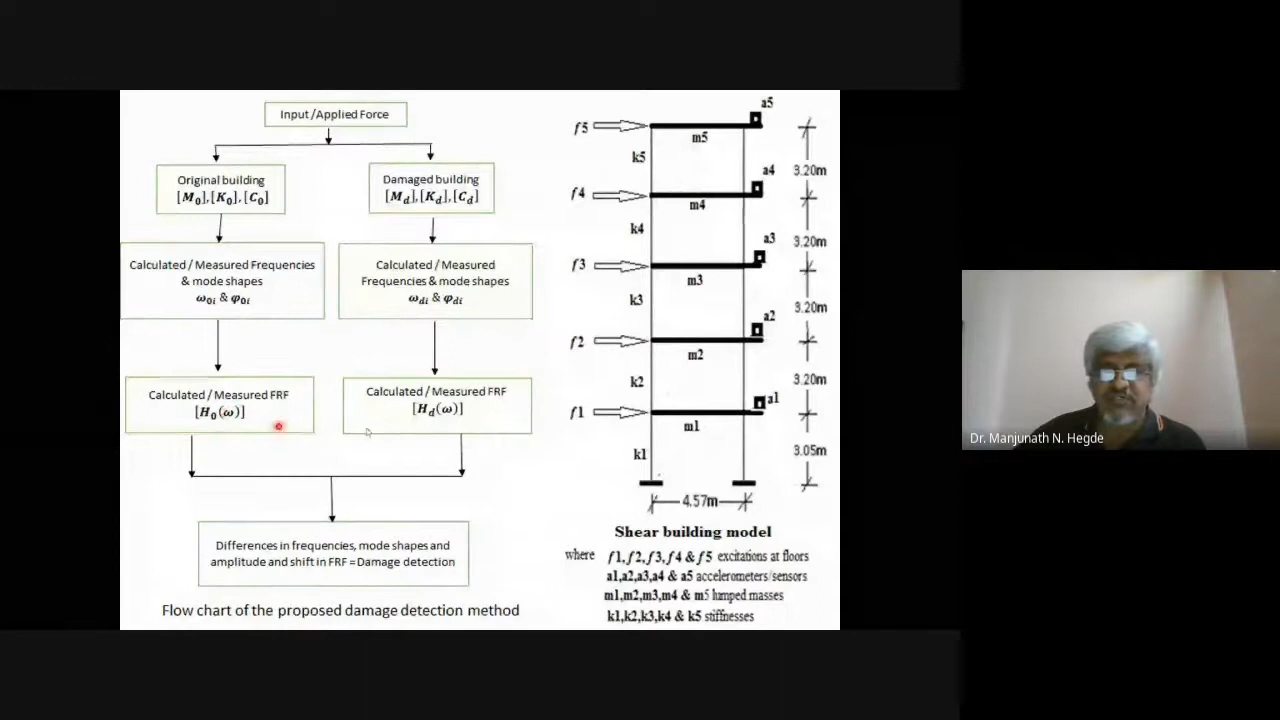 Input /Applied Force
Original building
[M₀],[K₀],[C₀]
Damaged building
[M_d],[K_d],[C_d]
Calculated / Measured Frequencies
& mode shapes
ω₀ᵢ & φ₀ᵢ
Calculated / Measured
Frequencies & mode shapes
ω_di & φ_di
Calculated / Measured FRF
[H₀(ω)]
Calculated / Measured FRF
[H_d(ω)]
Differences in frequencies, mode shapes and
amplitude and shift in FRF = Damage detection
Flow chart of the proposed damage detection method
a5
f5
m5
k5
3.20m
a4
f4
m4
k4
3.20m
a3
f3
m3
k3
3.20m
a2
f2
m2
k2
3.20m
a1
f1
m1
k1
3.05m
4.57m
Shear building model
where f1,f2,f3,f4 & f5 excitations at floors
a1,a2,a3,a4 & a5 accelerometers/sensors
m1,m2,m3,m4 & m5 lumped masses
k1,k2,k3,k4 & k5 stiffnesses
Dr. Manjunath N. Hegde